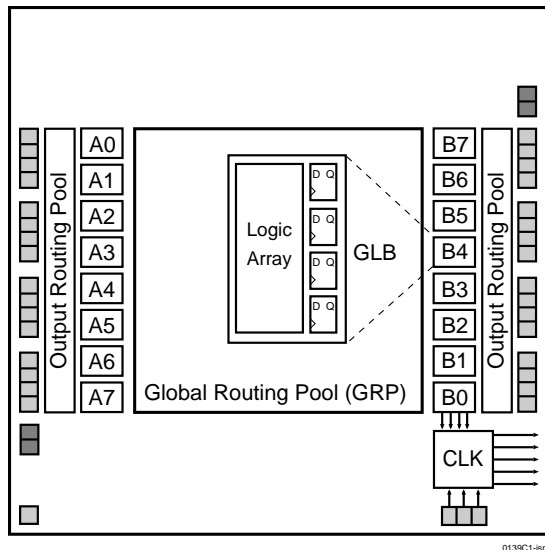 Output Routing Pool
A0
A1
A2
A3
A4
A5
A6
A7
Logic
Array
D Q
D Q
D Q
D Q
GLB
Global Routing Pool (GRP)
B7
B6
B5
B4
B3
B2
B1
B0
Output Routing Pool
CLK
0139C1-isp